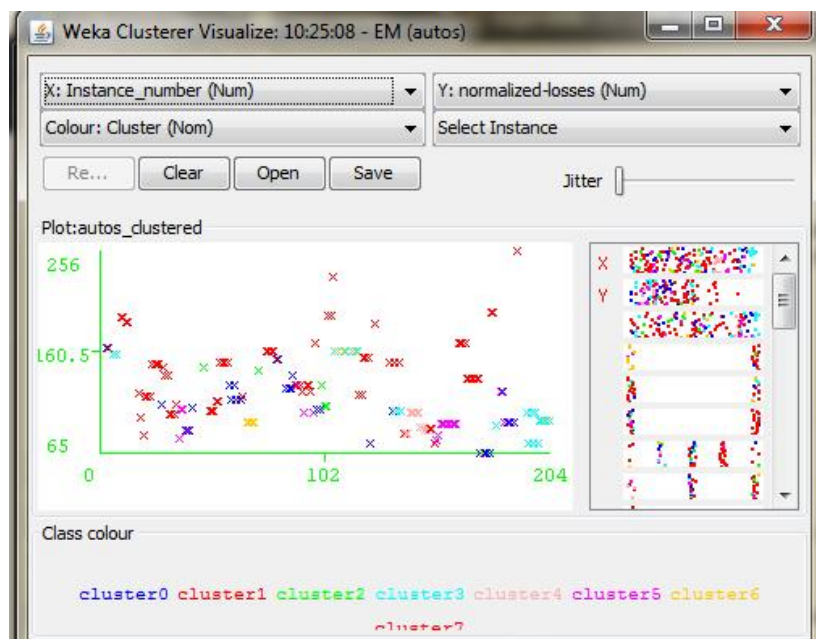 Weka Clusterer Visualize: 10:25:08 - EM (autos)
X: Instance_number (Num) Y: normalized-losses (Num)
Colour: Cluster (Nom) Select Instance
Re... Clear Open Save Jitter
Plot:autos_clustered
256
160.5
65
0 102 204
X
Y
Class colour
cluster0 cluster1 cluster2 cluster3 cluster4 cluster5 cluster6
cluster7